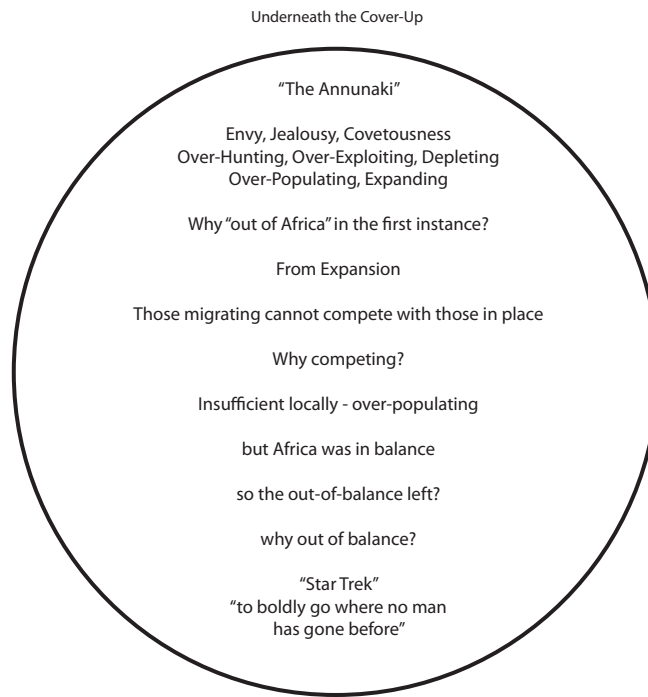 Underneath the Cover-Up
“The Annunaki”
Envy, Jealousy, Covetousness
Over-Hunting, Over-Exploiting, Depleting
Over-Populating, Expanding
Why “out of Africa” in the first instance?
From Expansion
Those migrating cannot compete with those in place
Why competing?
Insufficient locally - over-populating
but Africa was in balance
so the out-of-balance left?
why out of balance?
“Star Trek”
“to boldly go where no man
has gone before”